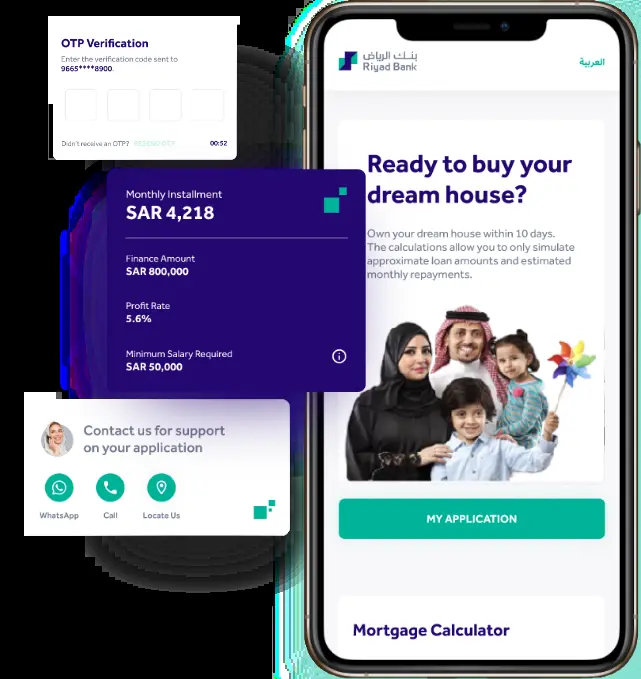 OTP Verification
Enter the verification code sent to
9665****8900.
Didn't receive an OTP? RESEND OTP 00:52
Monthly Installment
SAR 4,218
Finance Amount
SAR 800,000
Profit Rate
5.6%
Minimum Salary Required
SAR 50,000
Contact us for support
on your application
WhatsApp Call Locate Us
بنك الرياض
Riyad Bank
العربية
Ready to buy your
dream house?
Own your dream house within 10 days.
The calculations allow you to only simulate
approximate loan amounts and estimated
monthly repayments.
MY APPLICATION
Mortgage Calculator